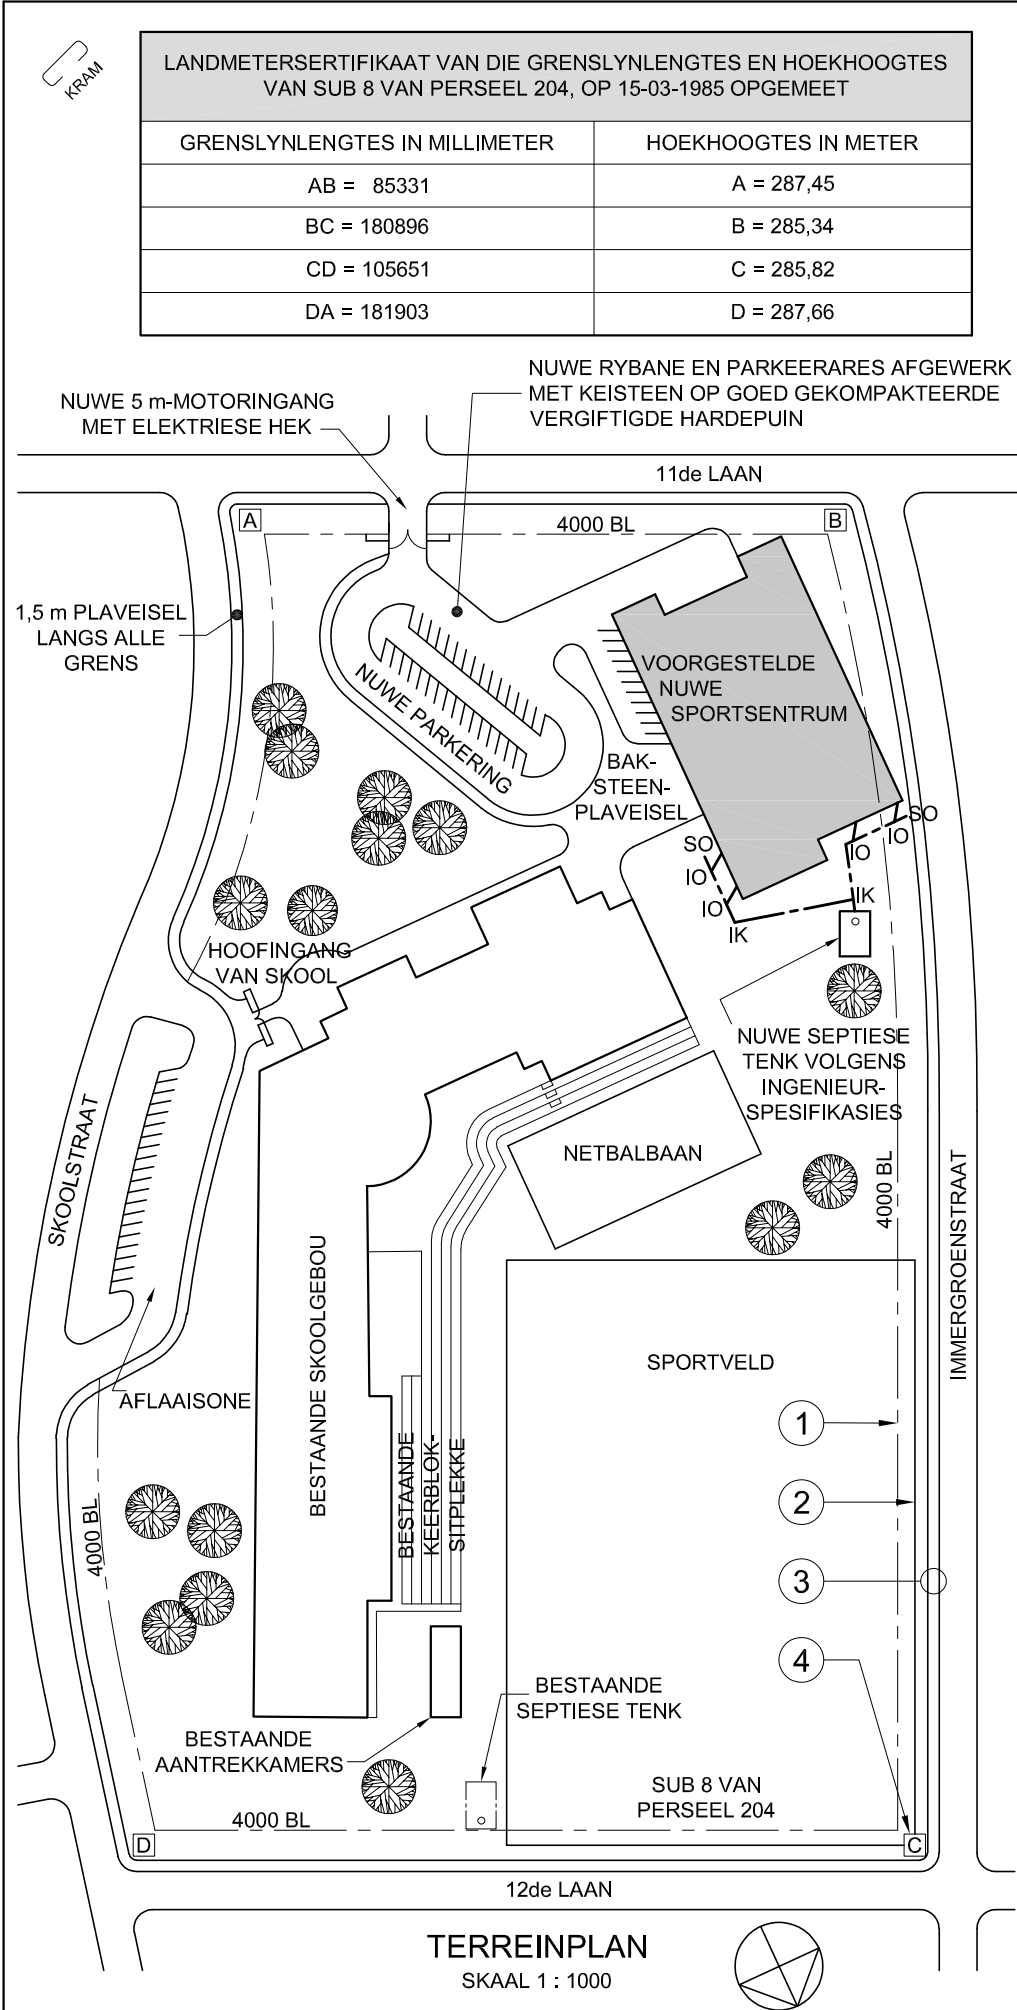 KRAM
LANDMETERSERTIFIKAAT VAN DIE GRENSLYNLENGTES EN HOEKHOOGTES
VAN SUB 8 VAN PERSEEL 204, OP 15-03-1985 OPGEMEET
GRENSLYNLENGTES IN MILLIMETER
HOEKHOOGTES IN METER
AB = 85331
A = 287,45
BC = 180896
B = 285,34
CD = 105651
C = 285,82
DA = 181903
D = 287,66
NUWE RYBANE EN PARKEERARES AFGEWERK
MET KEISTEEN OP GOED GEKOMPAKTEERDE
VERGIFTIGDE HARDEPUIN
NUWE 5 m-MOTORINGANG
MET ELEKTRIESE HEK
11de LAAN
A
4000 BL
B
1,5 m PLAVEISEL
LANGS ALLE
GRENS
VOORGESTELDE
NUWE
SPORTSENTRUM
NUWE PARKERING
BAK-
STEEN-
PLAVEISEL
SO
IO
IO
SO
IO
IO
IK
IK
HOOFINGANG
VAN SKOOL
NUWE SEPTIESE
TENK VOLGENS
INGENIEUR-
SPESIFIKASIES
SKOOLSTRAAT
NETBALBAAN
4000 BL
IMMERGROENSTRAAT
BESTAANDE SKOOLGEBOU
SPORTVELD
AFLAAISONE
BESTAANDE
KEERBLOK-
SITPLEKKE
1
2
3
4
4000 BL
BESTAANDE
SEPTIESE TENK
BESTAANDE
AANTREKKAMERS
SUB 8 VAN
PERSEEL 204
4000 BL
D
C
12de LAAN
TERREINPLAN
SKAAL 1 : 1000